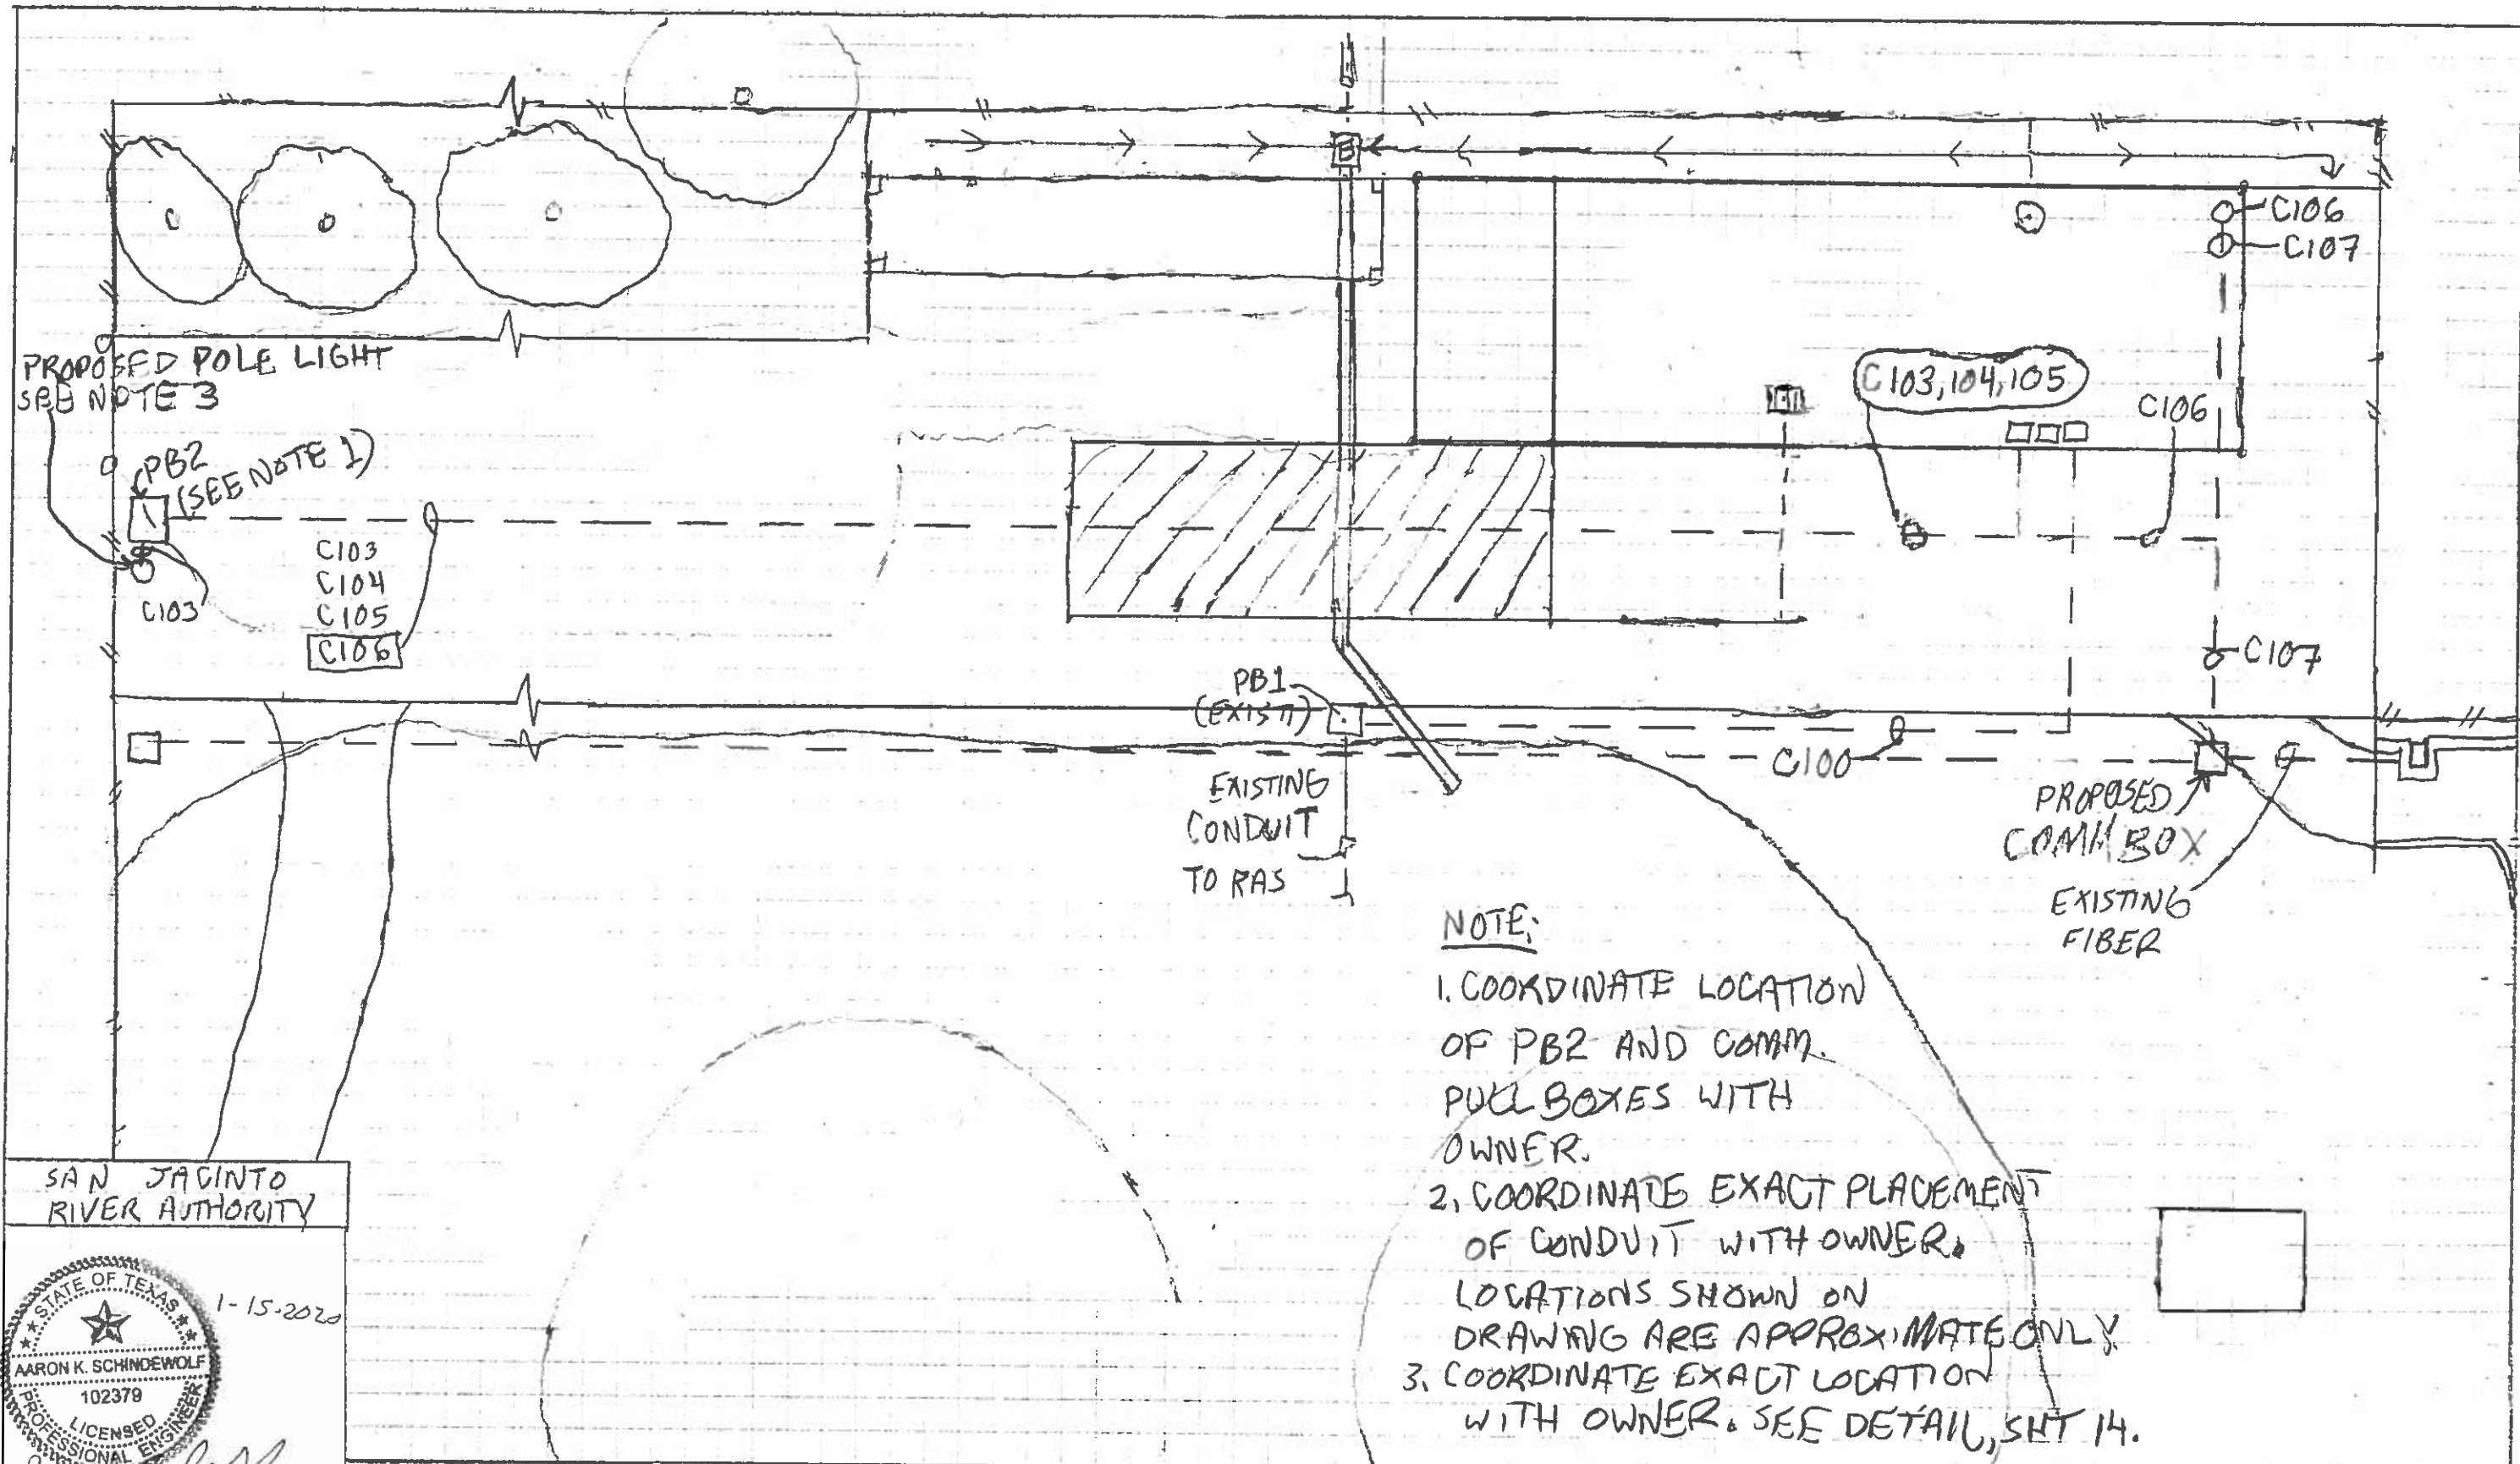 C106
C107
PROPOSED POLE LIGHT
SEE NOTE 3
C103,104,105
C106
PB2
(SEE NOTE 1)
C103
C104
C105
C106
C103
C107
PB1
C100
EXISTING
CONDUIT
TO RAS
PROPOSED
COMM BOX
EXISTING
FIBER
NOTE:
1. COORDINATE LOCATION
OF PB2 AND COMM.
PULL BOXES WITH
OWNER.
2. COORDINATE EXACT PLACEMENT
OF CONDUIT WITH OWNER.
LOCATIONS SHOWN ON
DRAWING ARE APPROXIMATE ONLY
3. COORDINATE EXACT LOCATION
WITH OWNER. SEE DETAIL, SHT 14.
SAN JACINTO
RIVER AUTHORITY
1-15-2020
STATE OF TEXAS
AARON K. SCHINDEWOLF
102379
LICENSED
PROFESSIONAL ENGINEER